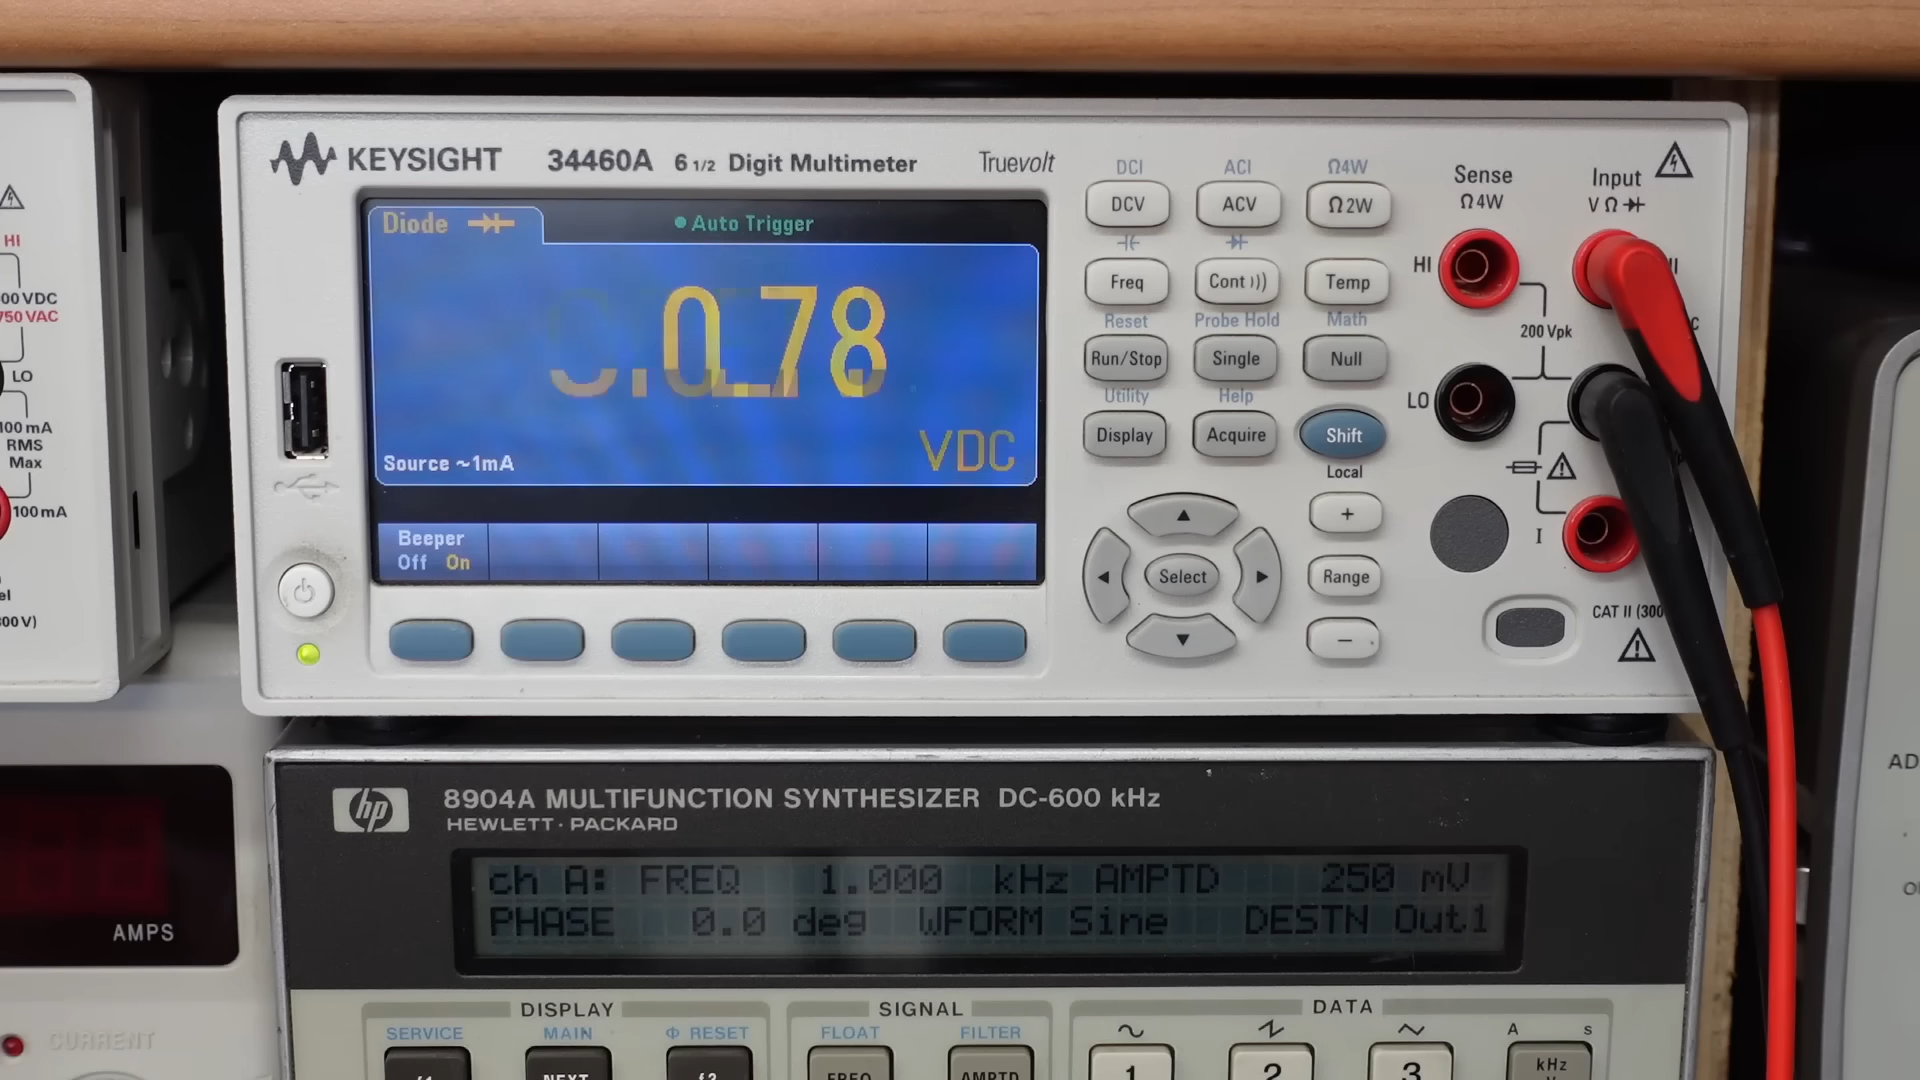 KEYSIGHT 34460A 6 1/2 Digit Multimeter Truevolt
Diode
Auto Trigger
VDC
Source ~1mA
Beeper
Off On
DCI ACI Ω4W
DCV ACV Ω2W
Freq Cont Temp
Reset Probe Hold Math
Run/Stop Single Null
Utility Help
Display Acquire Shift
Local
+
Select
Range
−
Sense
Ω4W
Input
V Ω
HI
200 Vpk
LO
I
CAT II (300
HI
00 VDC
750 VAC
LO
100 mA
RMS
Max
100 mA
AMPS
CURRENT
hp
8904A MULTIFUNCTION SYNTHESIZER DC-600 kHz
HEWLETT·PACKARD
ch A: FREQ 1.000 kHz AMPTD 250 mV
PHASE 0.0 deg WFORM Sine DESTN Out1
DISPLAY SIGNAL DATA
SERVICE MAIN Φ RESET FLOAT FILTER A s
NEXT FREQ AMPTD 1 2 3 kHz
AD